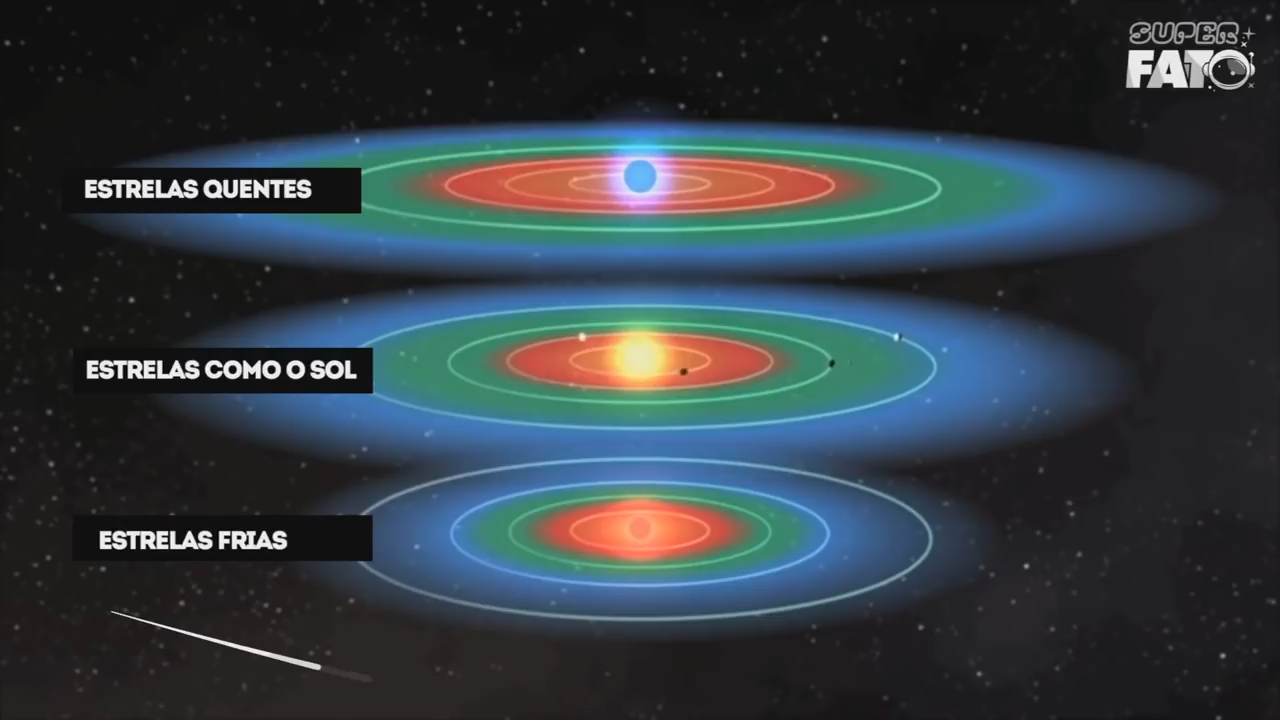 SUPER
FATO
ESTRELAS QUENTES
ESTRELAS COMO O SOL
ESTRELAS FRIAS